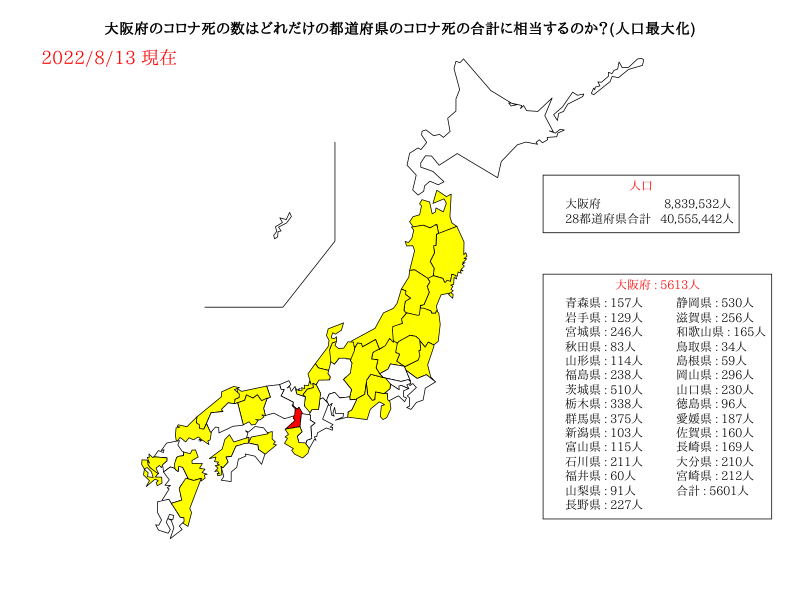 大阪府のコロナ死の数はどれだけの都道府県のコロナ死の合計に相当するのか?(人口最大化)
2022/8/13 現在
人口
大阪府 8,839,532人
28都道府県合計 40,555,442人
大阪府 : 5613人
青森県 : 157人 静岡県 : 530人
岩手県 : 129人 滋賀県 : 256人
宮城県 : 246人 和歌山県 : 165人
秋田県 : 83人 鳥取県 : 34人
山形県 : 114人 島根県 : 59人
福島県 : 238人 岡山県 : 296人
茨城県 : 510人 山口県 : 230人
栃木県 : 338人 徳島県 : 96人
群馬県 : 375人 愛媛県 : 187人
新潟県 : 103人 佐賀県 : 160人
富山県 : 115人 長崎県 : 169人
石川県 : 211人 大分県 : 210人
福井県 : 60人 宮崎県 : 212人
山梨県 : 91人 合計 : 5601人
長野県 : 227人